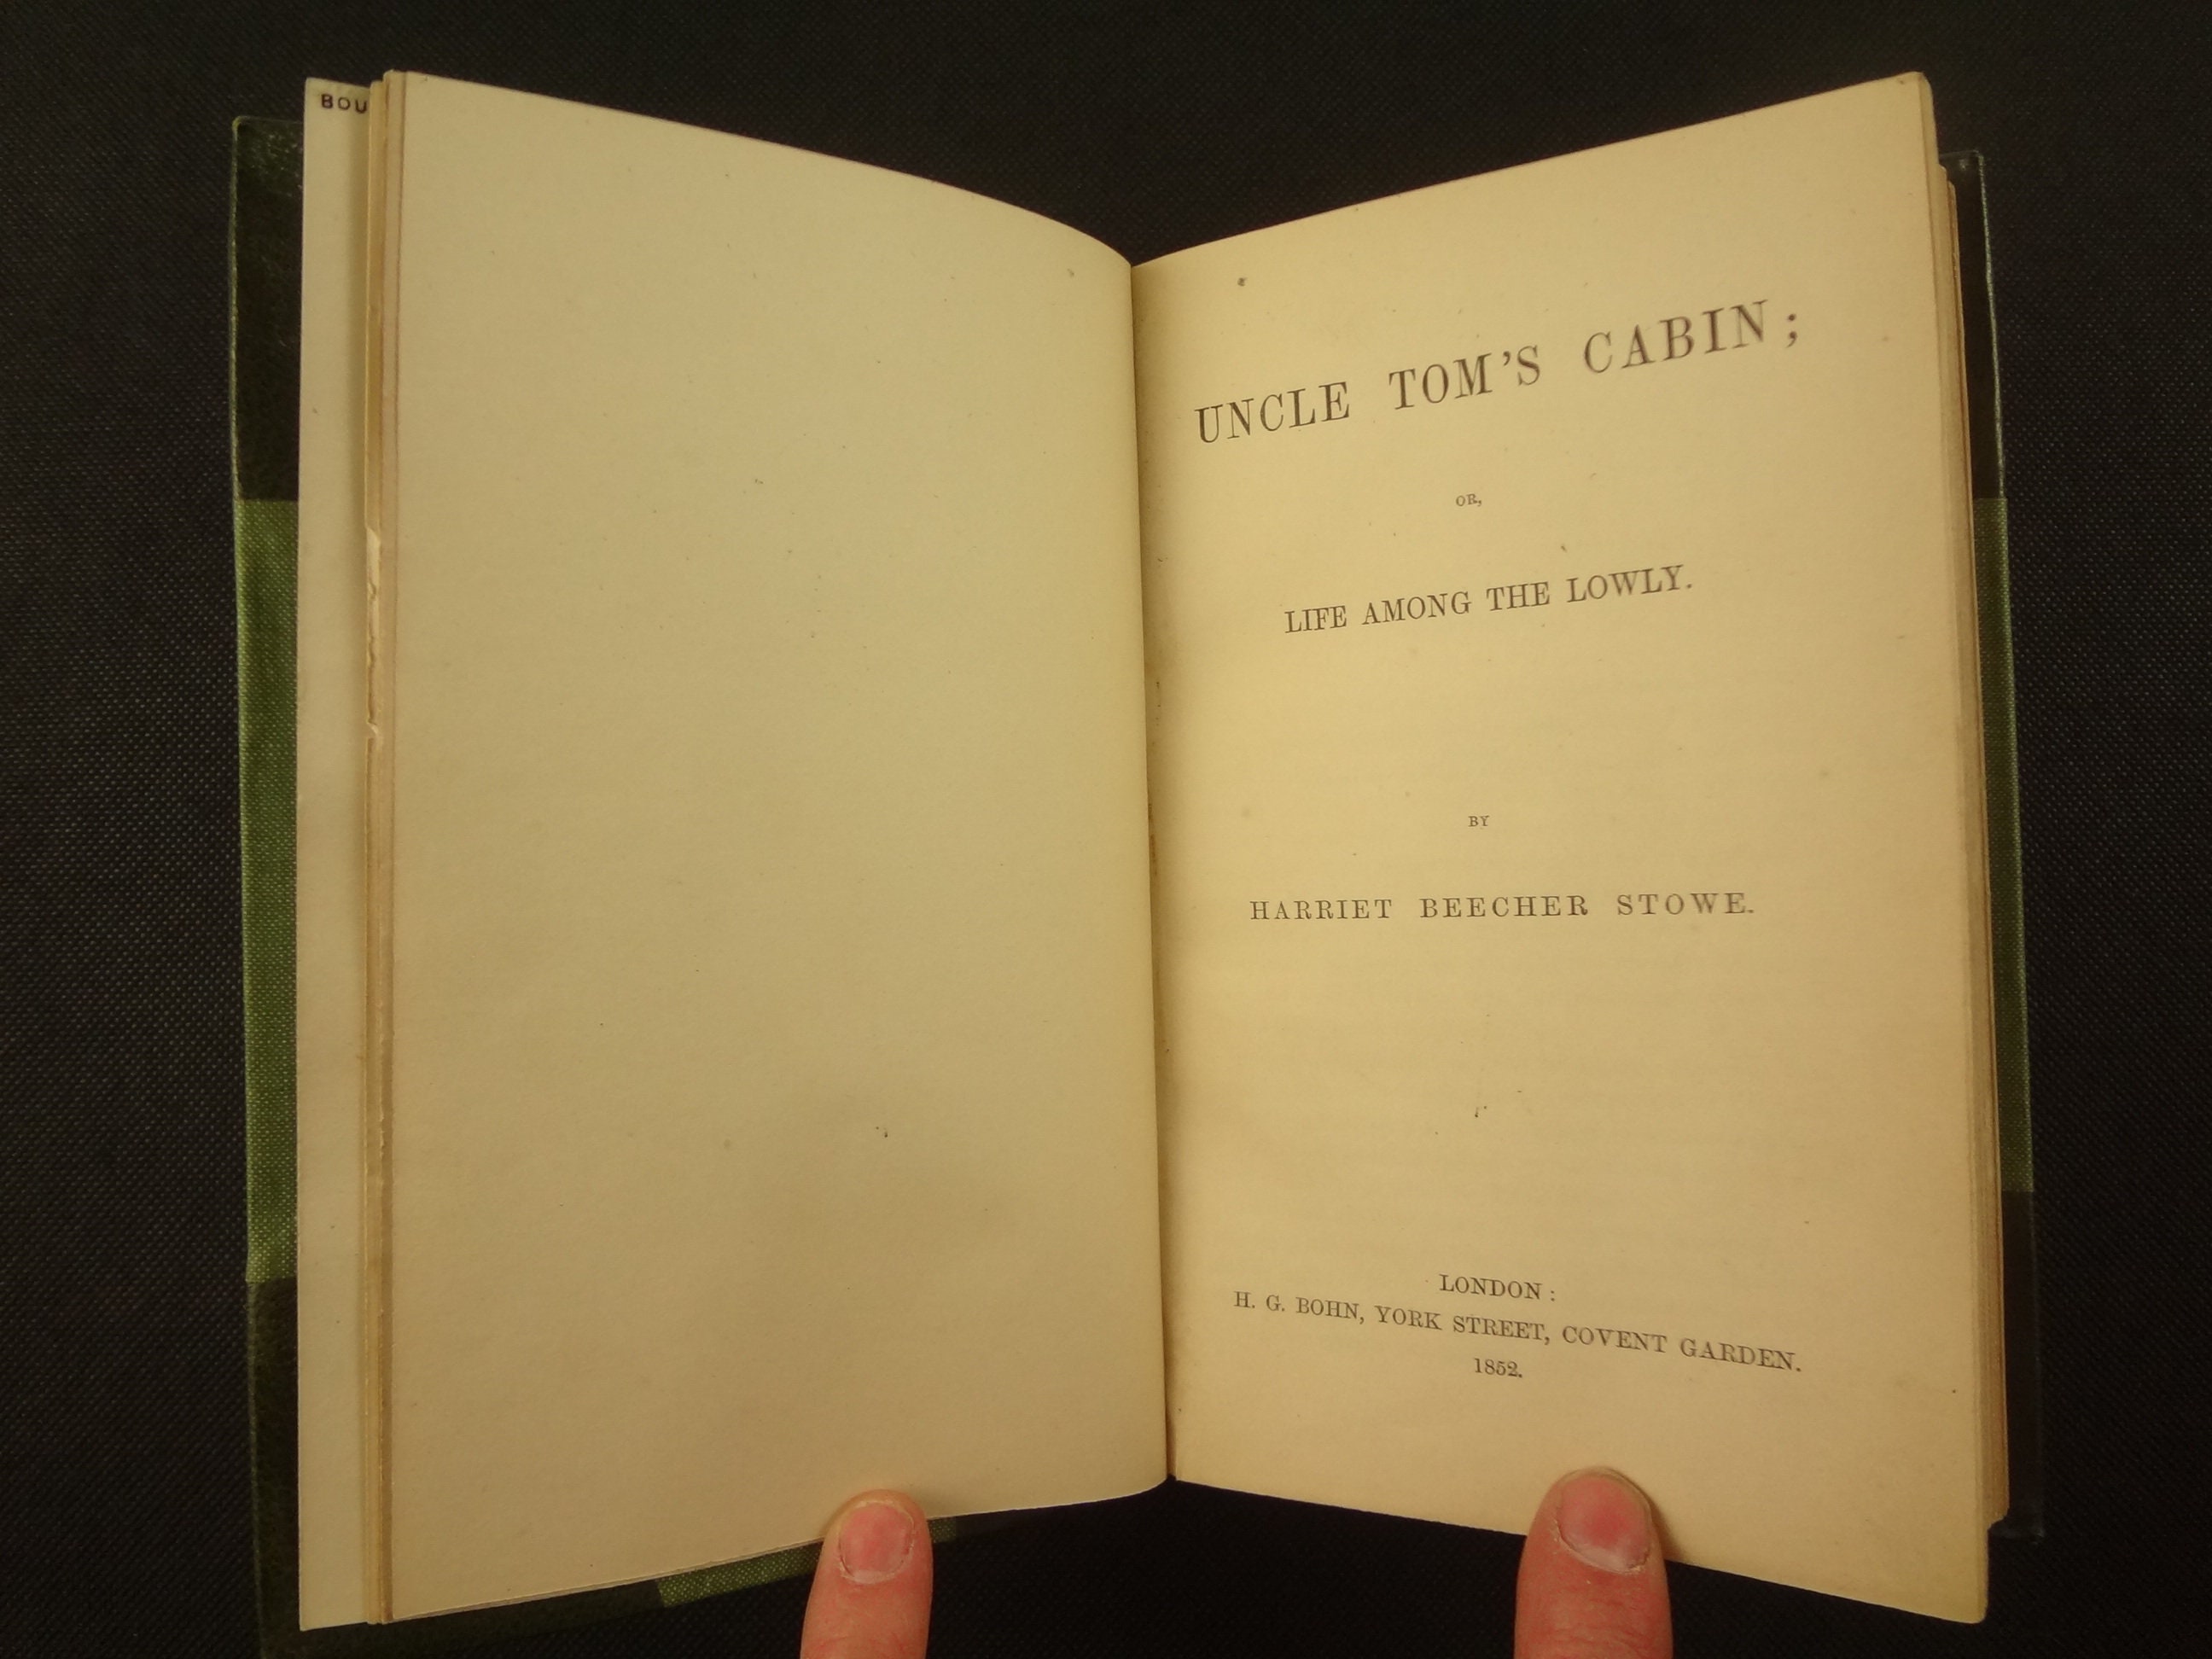 BOU
UNCLE TOM'S CABIN;
OR,
LIFE AMONG THE LOWLY.
BY
HARRIET BEECHER STOWE.
LONDON:
H. G. BOHN, YORK STREET, COVENT GARDEN.
1852.